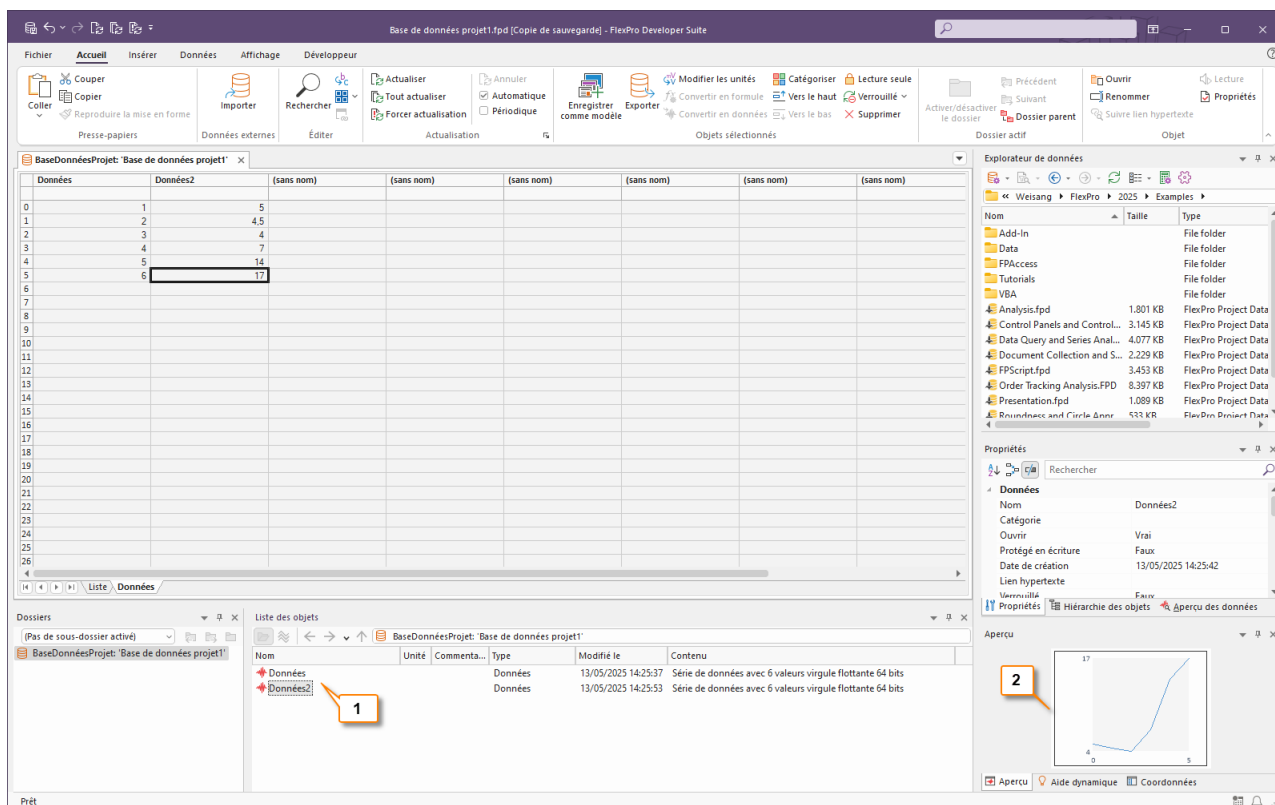 Base de données projet1.fpd [Copie de sauvegarde] - FlexPro Developer Suite
Fichier Accueil Insérer Données Affichage Développeur
Coller
Couper
Copier
Reproduire la mise en forme
Presse-papiers
Importer
Données externes
Rechercher
Éditer
Actualiser
Tout actualiser
Forcer actualisation
Annuler
Automatique
Périodique
Actualisation
Enregistrer comme modèle
Exporter
Modifier les unités
Convertir en formule
Convertir en données
Catégoriser
Vers le haut
Vers le bas
Lecture seule
Verrouillé
Supprimer
Objets sélectionnés
Activer/désactiver le dossier
Précédent
Suivant
Dossier parent
Dossier actif
Ouvrir
Renommer
Suivre lien hypertexte
Lecture
Propriétés
Objet
BaseDonnéesProjet: 'Base de données projet1'
Données Données2 (sans nom) (sans nom) (sans nom) (sans nom) (sans nom) (sans nom)
0 1 5
1 2 4,5
2 3 4
3 4 7
4 5 14
5 6 17
6
7
8
9
10
11
12
13
14
15
16
17
18
19
20
21
22
23
24
25
26
Liste Données
Explorateur de données
« Weisang FlexPro 2025 Examples
Nom Taille Type
Add-In File folder
Data File folder
FPAccess File folder
Tutorials File folder
VBA File folder
Analysis.fpd 1.801 KB FlexPro Project Data
Control Panels and Control... 3.145 KB FlexPro Project Data
Data Query and Series Anal... 4.077 KB FlexPro Project Data
Document Collection and S... 2.229 KB FlexPro Project Data
FPScript.fpd 3.453 KB FlexPro Project Data
Order Tracking Analysis.FPD 8.397 KB FlexPro Project Data
Presentation.fpd 1.089 KB FlexPro Project Data
Roundness and Circle Appr... 533 KB FlexPro Project Data
Propriétés
Rechercher
Données
Nom Données2
Catégorie
Ouvrir Vrai
Protégé en écriture Faux
Date de création 13/05/2025 14:25:42
Lien hypertexte
Verrouillé Faux
Propriétés Hiérarchie des objets Aperçu des données
Dossiers
(Pas de sous-dossier activé)
BaseDonnéesProjet: 'Base de données projet1'
Liste des objets
BaseDonnéesProjet: 'Base de données projet1'
Nom Unité Commenta... Type Modifié le Contenu
Données Données 13/05/2025 14:25:37 Série de données avec 6 valeurs virgule flottante 64 bits
Données2 Données 13/05/2025 14:25:53 Série de données avec 6 valeurs virgule flottante 64 bits
1
Aperçu
2
17
4
0 5
Aperçu Aide dynamique Coordonnées
Prêt